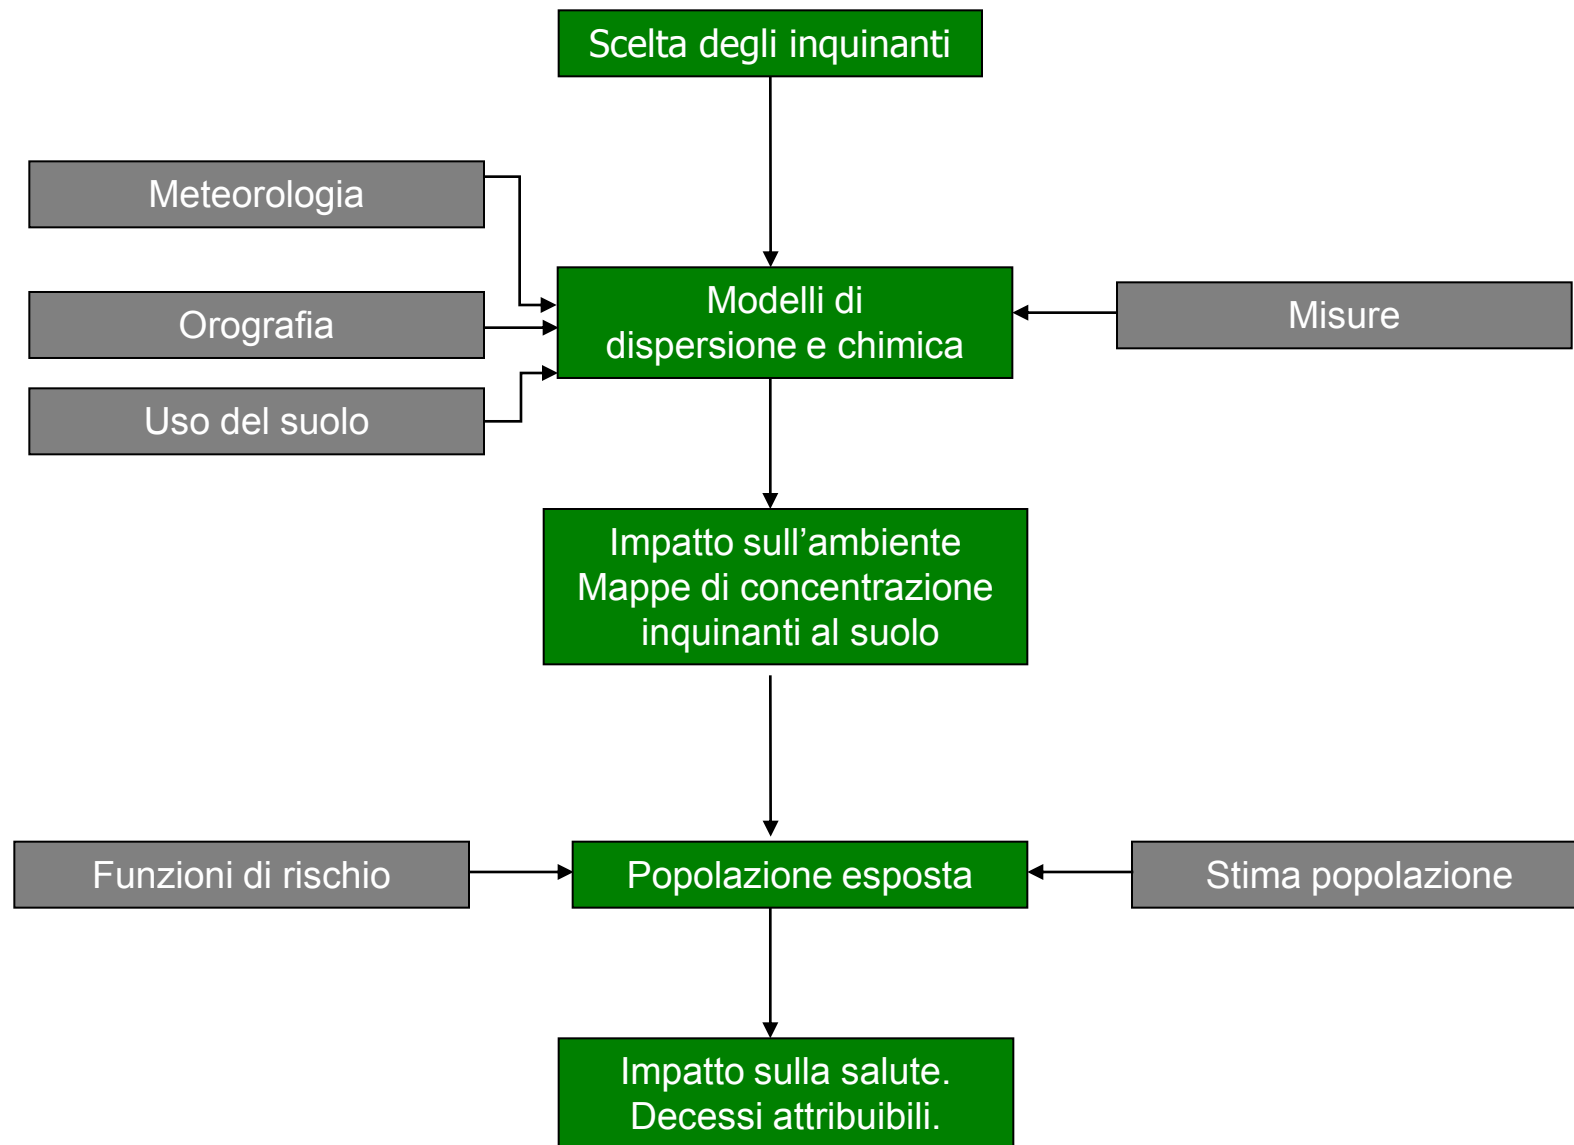 Scelta degli inquinanti
Meteorologia
Orografia
Uso del suolo
Modelli di
dispersione e chimica
Misure
Impatto sull’ambiente
Mappe di concentrazione
inquinanti al suolo
Funzioni di rischio
Popolazione esposta
Stima popolazione
Impatto sulla salute.
Decessi attribuibili.